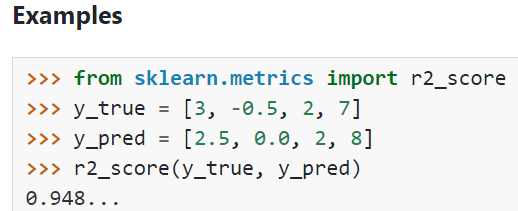 Examples
>>> from sklearn.metrics import r2_score
>>> y_true = [3, -0.5, 2, 7]
>>> y_pred = [2.5, 0.0, 2, 8]
>>> r2_score(y_true, y_pred)
0.948...